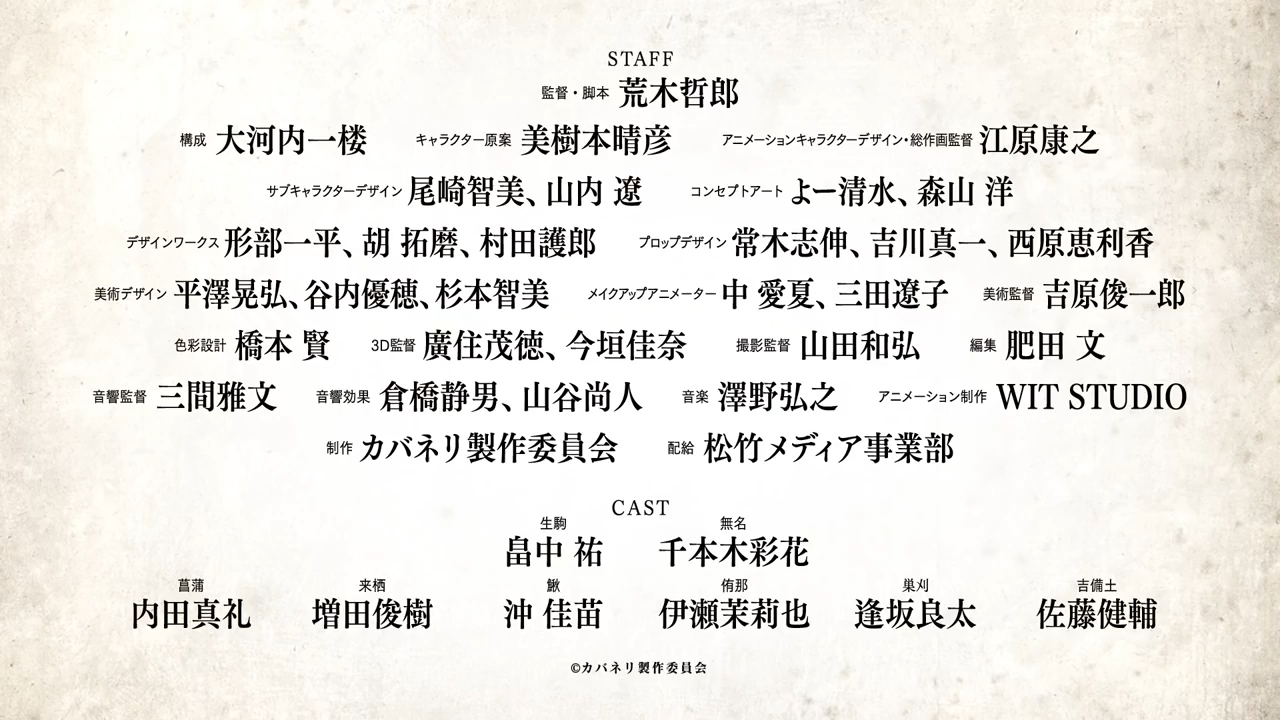 STAFF
監督・脚本 荒木哲郎
構成 大河内一楼 キャラクター原案 美樹本晴彦 アニメーションキャラクターデザイン・総作画監督 江原康之
サブキャラクターデザイン 尾崎智美、山内 遼 コンセプトアート よー清水、森山 洋
デザインワークス 形部一平、胡 拓磨、村田護郎 プロップデザイン 常木志伸、吉川真一、西原恵利香
美術デザイン 平澤晃弘、谷内優穂、杉本智美 メイクアップアニメーター 中 愛夏、三田遼子 美術監督 吉原俊一郎
色彩設計 橋本 賢 3D監督 廣住茂徳、今垣佳奈 撮影監督 山田和弘 編集 肥田 文
音響監督 三間雅文 音響効果 倉橋静男、山谷尚人 音楽 澤野弘之 アニメーション制作 WIT STUDIO
制作 カバネリ製作委員会 配給 松竹メディア事業部
CAST
生駒 無名
畠中 祐 千本木彩花
菖蒲 来栖 鰍 侑那 巣刈 吉備土
内田真礼 増田俊樹 沖 佳苗 伊瀬茉莉也 逢坂良太 佐藤健輔
©カバネリ製作委員会